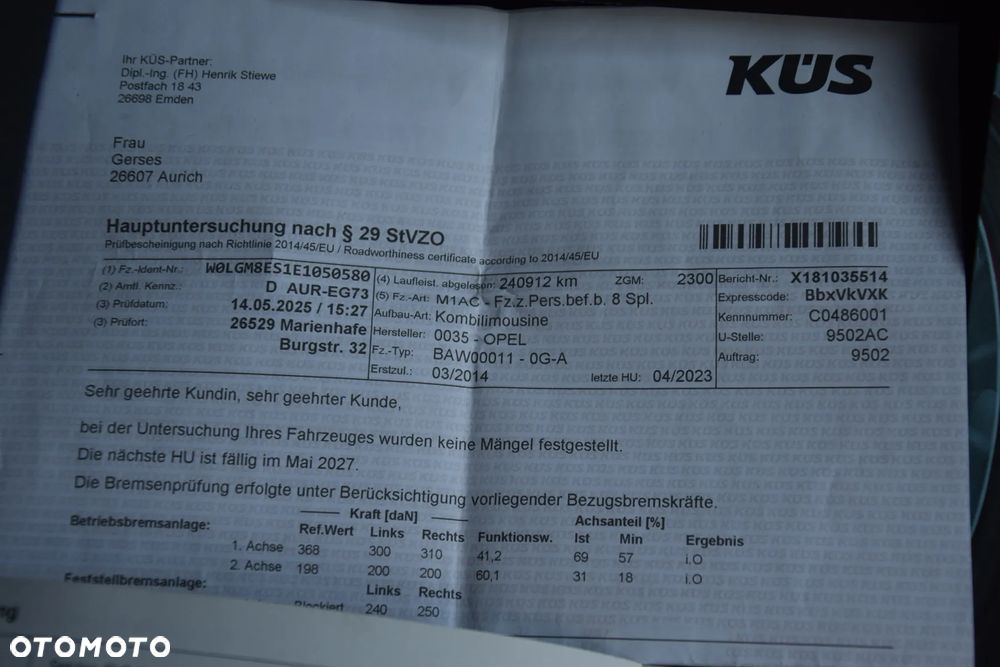 Ihr KÜS-Partner:
Dipl.-Ing. (FH) Henrik Stiewe
Postfach 18 43
26698 Emden
KÜS
Frau
Gerses
26607 Aurich
Hauptuntersuchung nach § 29 StVZO
Prüfbescheinigung nach Richtlinie 2014/45/EU / Roadworthiness certificate according to 2014/45/EU
(1) Fz.-Ident-Nr.: W0LGM8ES1E1050580 (4) Laufleist. abgelesen: 240912 km ZGM: 2300 Bericht-Nr.: X181035514
(2) Amtl. Kennz.: D AUR-EG73 (5) Fz.-Art: M1AC - Fz.z.Pers.bef.b. 8 Spl. Expresscode: BbxVkVXK
(3) Prüfdatum: 14.05.2025 / 15:27 Aufbau-Art: Kombilimousine Kennnummer: C0486001
(3) Prüfort: 26529 Marienhafe Hersteller: 0035 - OPEL U-Stelle: 9502AC
Burgstr. 32 Fz.-Typ: BAW00011 - 0G-A Auftrag: 9502
Erstzul.: 03/2014 letzte HU: 04/2023
Sehr geehrte Kundin, sehr geehrter Kunde,
bei der Untersuchung Ihres Fahrzeuges wurden keine Mängel festgestellt.
Die nächste HU ist fällig im Mai 2027.
Die Bremsenprüfung erfolgte unter Berücksichtigung vorliegender Bezugsbremskräfte.
Kraft [daN] Achsanteil [%]
Betriebsbremsanlage: Ref.Wert Links Rechts Funktionsw. Ist Min Ergebnis
1. Achse 368 300 310 41,2 69 57 i.O
2. Achse 198 200 200 60,1 31 18 i.O
Feststellbremsanlage: Links Rechts
Blockiert 240 250
OTOMOTO